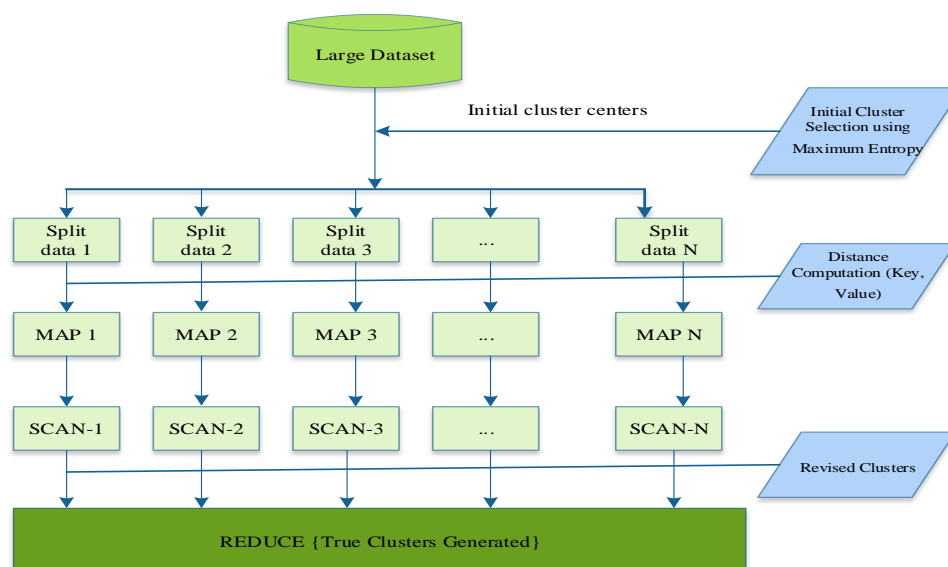 Large Dataset
Initial cluster centers
Initial Cluster
Selection using
Maximum Entropy
Split
data 1
Split
data 2
Split
data 3
...
Split
data N
Distance
Computation (Key,
Value)
MAP 1
MAP 2
MAP 3
...
MAP N
SCAN-1
SCAN-2
SCAN-3
...
SCAN-N
Revised Clusters
REDUCE {True Clusters Generated}